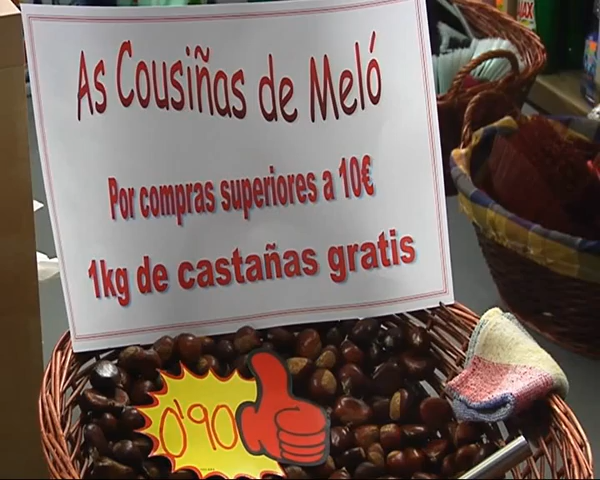 As Cousiñas de Meló
Por compras superiores a 10€
1kg de castañas gratis
0'90